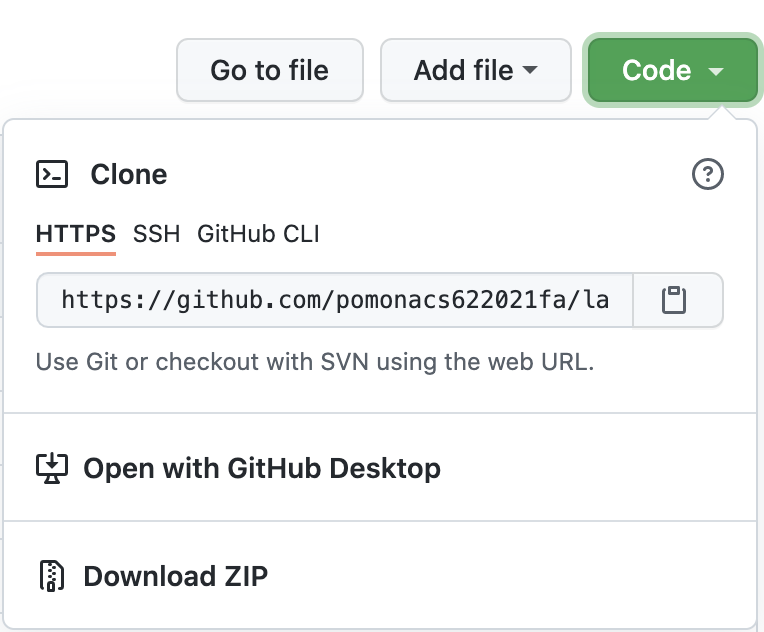 Go to file Add file Code
Clone
HTTPS SSH GitHub CLI
https://github.com/pomonacs622021fa/la
Use Git or checkout with SVN using the web URL.
Open with GitHub Desktop
Download ZIP